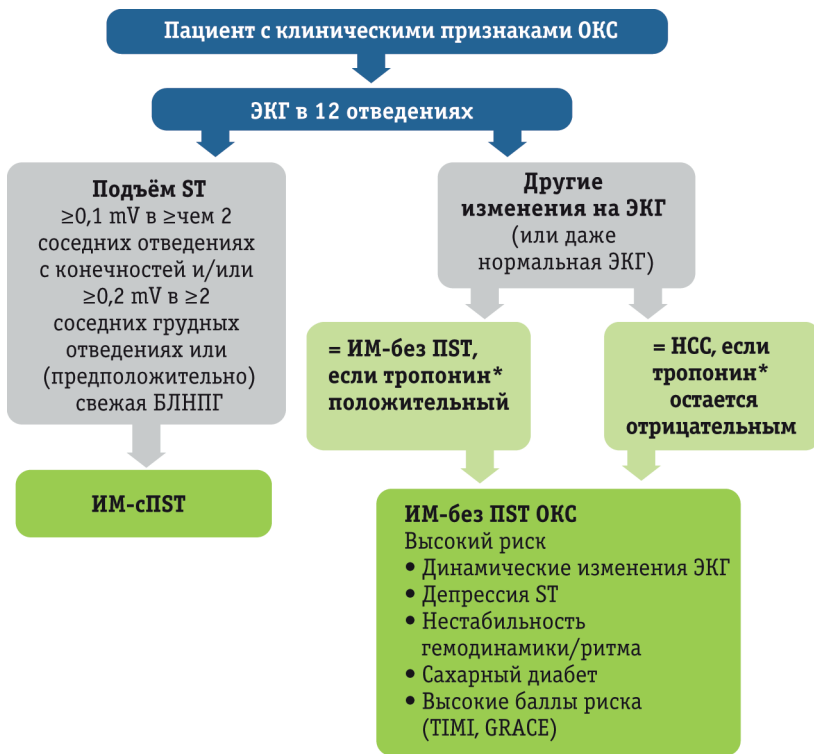 Пациент с клиническими признаками ОКС
ЭКГ в 12 отведениях
Подъём ST
≥0,1 mV в ≥чем 2
соседних отведениях
с конечностей и/или
≥0,2 mV в ≥2
соседних грудных
отведениях или
(предположительно)
свежая БЛНПГ
Другие
изменения на ЭКГ
(или даже
нормальная ЭКГ)
= ИМ-без ПST,
если тропонин*
положительный
= НСС, если
тропонин*
остается
отрицательным
ИМ-сПST
ИМ-без ПST ОКС
Высокий риск
• Динамические изменения ЭКГ
• Депрессия ST
• Нестабильность
гемодинамики/ритма
• Сахарный диабет
• Высокие баллы риска
(TIMI, GRACE)